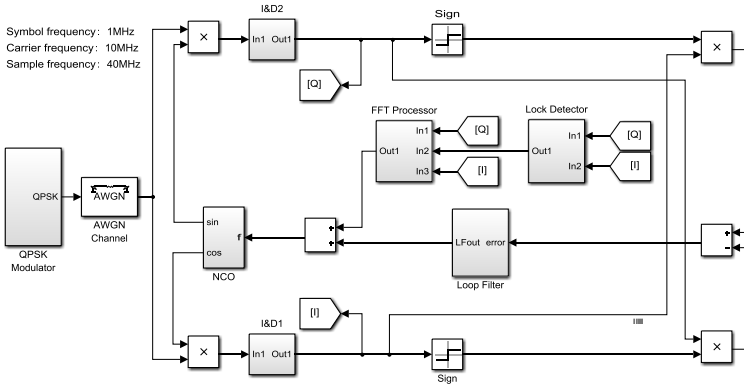 Symbol frequency: 1MHz
Carrier frequency: 10MHz
Sample frequency: 40MHz
I&D2
In1 Out1
Sign
×
×
[Q]
FFT Processor
In1
In2
In3
Out1
[Q]
[I]
Lock Detector
In1
In2
Out1
[Q]
[I]
QPSK
QPSK
Modulator
AWGN
AWGN
Channel
sin
cos
f
NCO
+
+
LFout error
Loop Filter
+
−
[I]
I&D1
In1 Out1
Sign
×
×